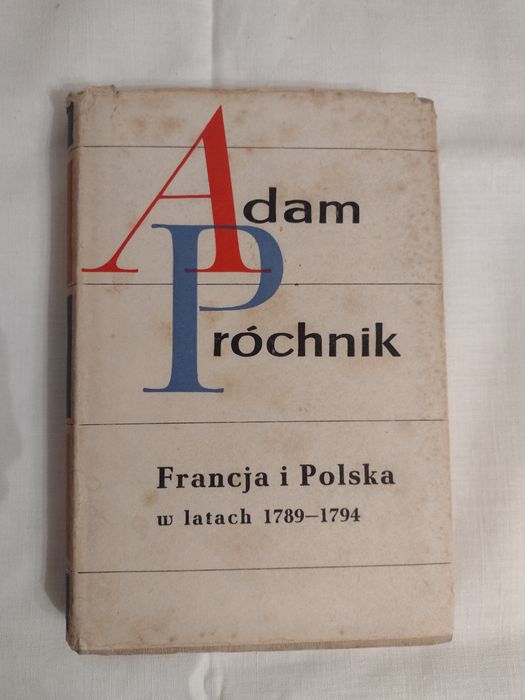 Adam
Próchnik
Francja i Polska
w latach 1789—1794